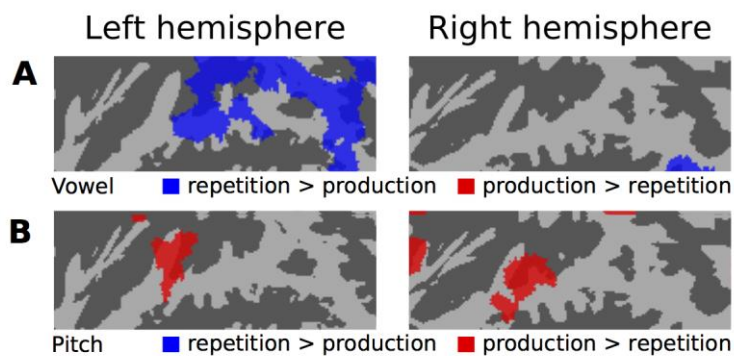 Left hemisphere Right hemisphere
A
Vowel repetition > production production > repetition
B
Pitch repetition > production production > repetition